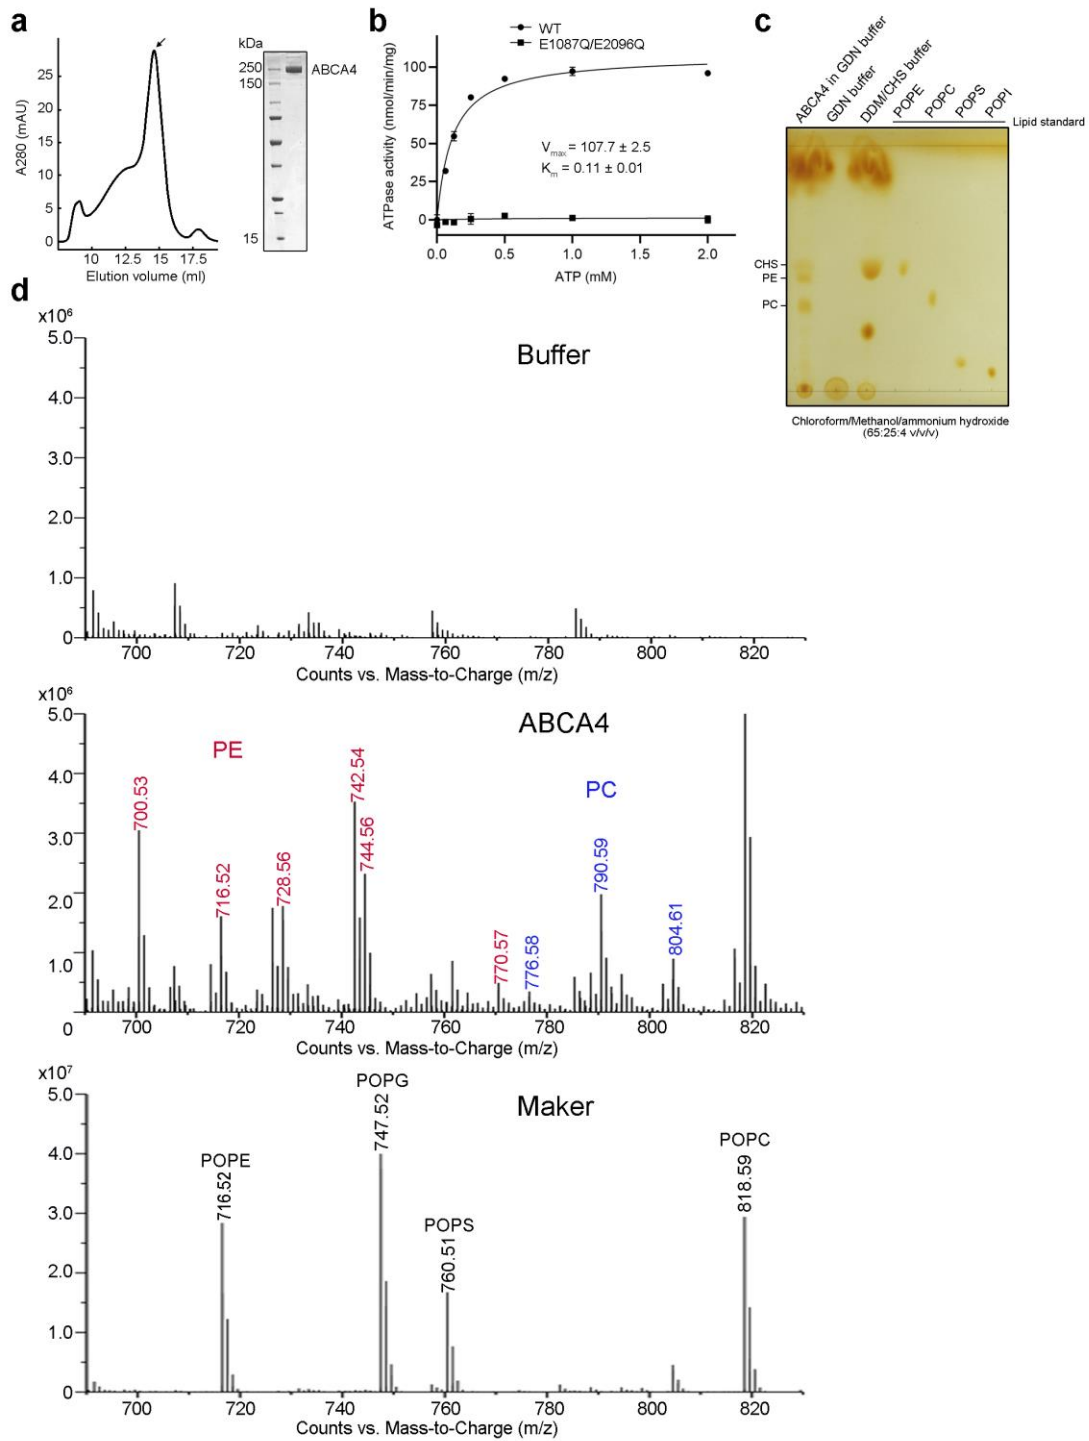 a
A280 (mAU)
25
20
15
10
5
0
10 12.5 15 17.5
Elution volume (ml)
kDa
250
150
15
ABCA4
b
WT
E1087Q/E2096Q
ATPase activity (nmol/min/mg)
100
75
50
25
0
Vmax = 107.7 ± 2.5
Km = 0.11 ± 0.01
0.0 0.5 1.0 1.5 2.0
ATP (mM)
c
ABCA4 in GDN buffer
GDN buffer
DDM/CHS buffer
POPE
POPC
POPS
POPI
Lipid standard
CHS
PE
PC
Chloroform/Methanol/ammonium hydroxide
(65:25:4 v/v/v)
d
x10⁶
Buffer
5.0
4.0
3.0
2.0
1.0
0
700 720 740 760 780 800 820
Counts vs. Mass-to-Charge (m/z)
x10⁶
ABCA4
5.0
4.0
3.0
2.0
1.0
0
PE
PC
700.53
716.52
728.56
742.54
744.56
770.57
776.58
790.59
804.61
700 720 740 760 780 800 820
Counts vs. Mass-to-Charge (m/z)
x10⁷
Maker
5.0
4.0
3.0
2.0
1.0
0
POPE
716.52
POPG
747.52
POPS
760.51
POPC
818.59
700 720 740 760 780 800 820
Counts vs. Mass-to-Charge (m/z)